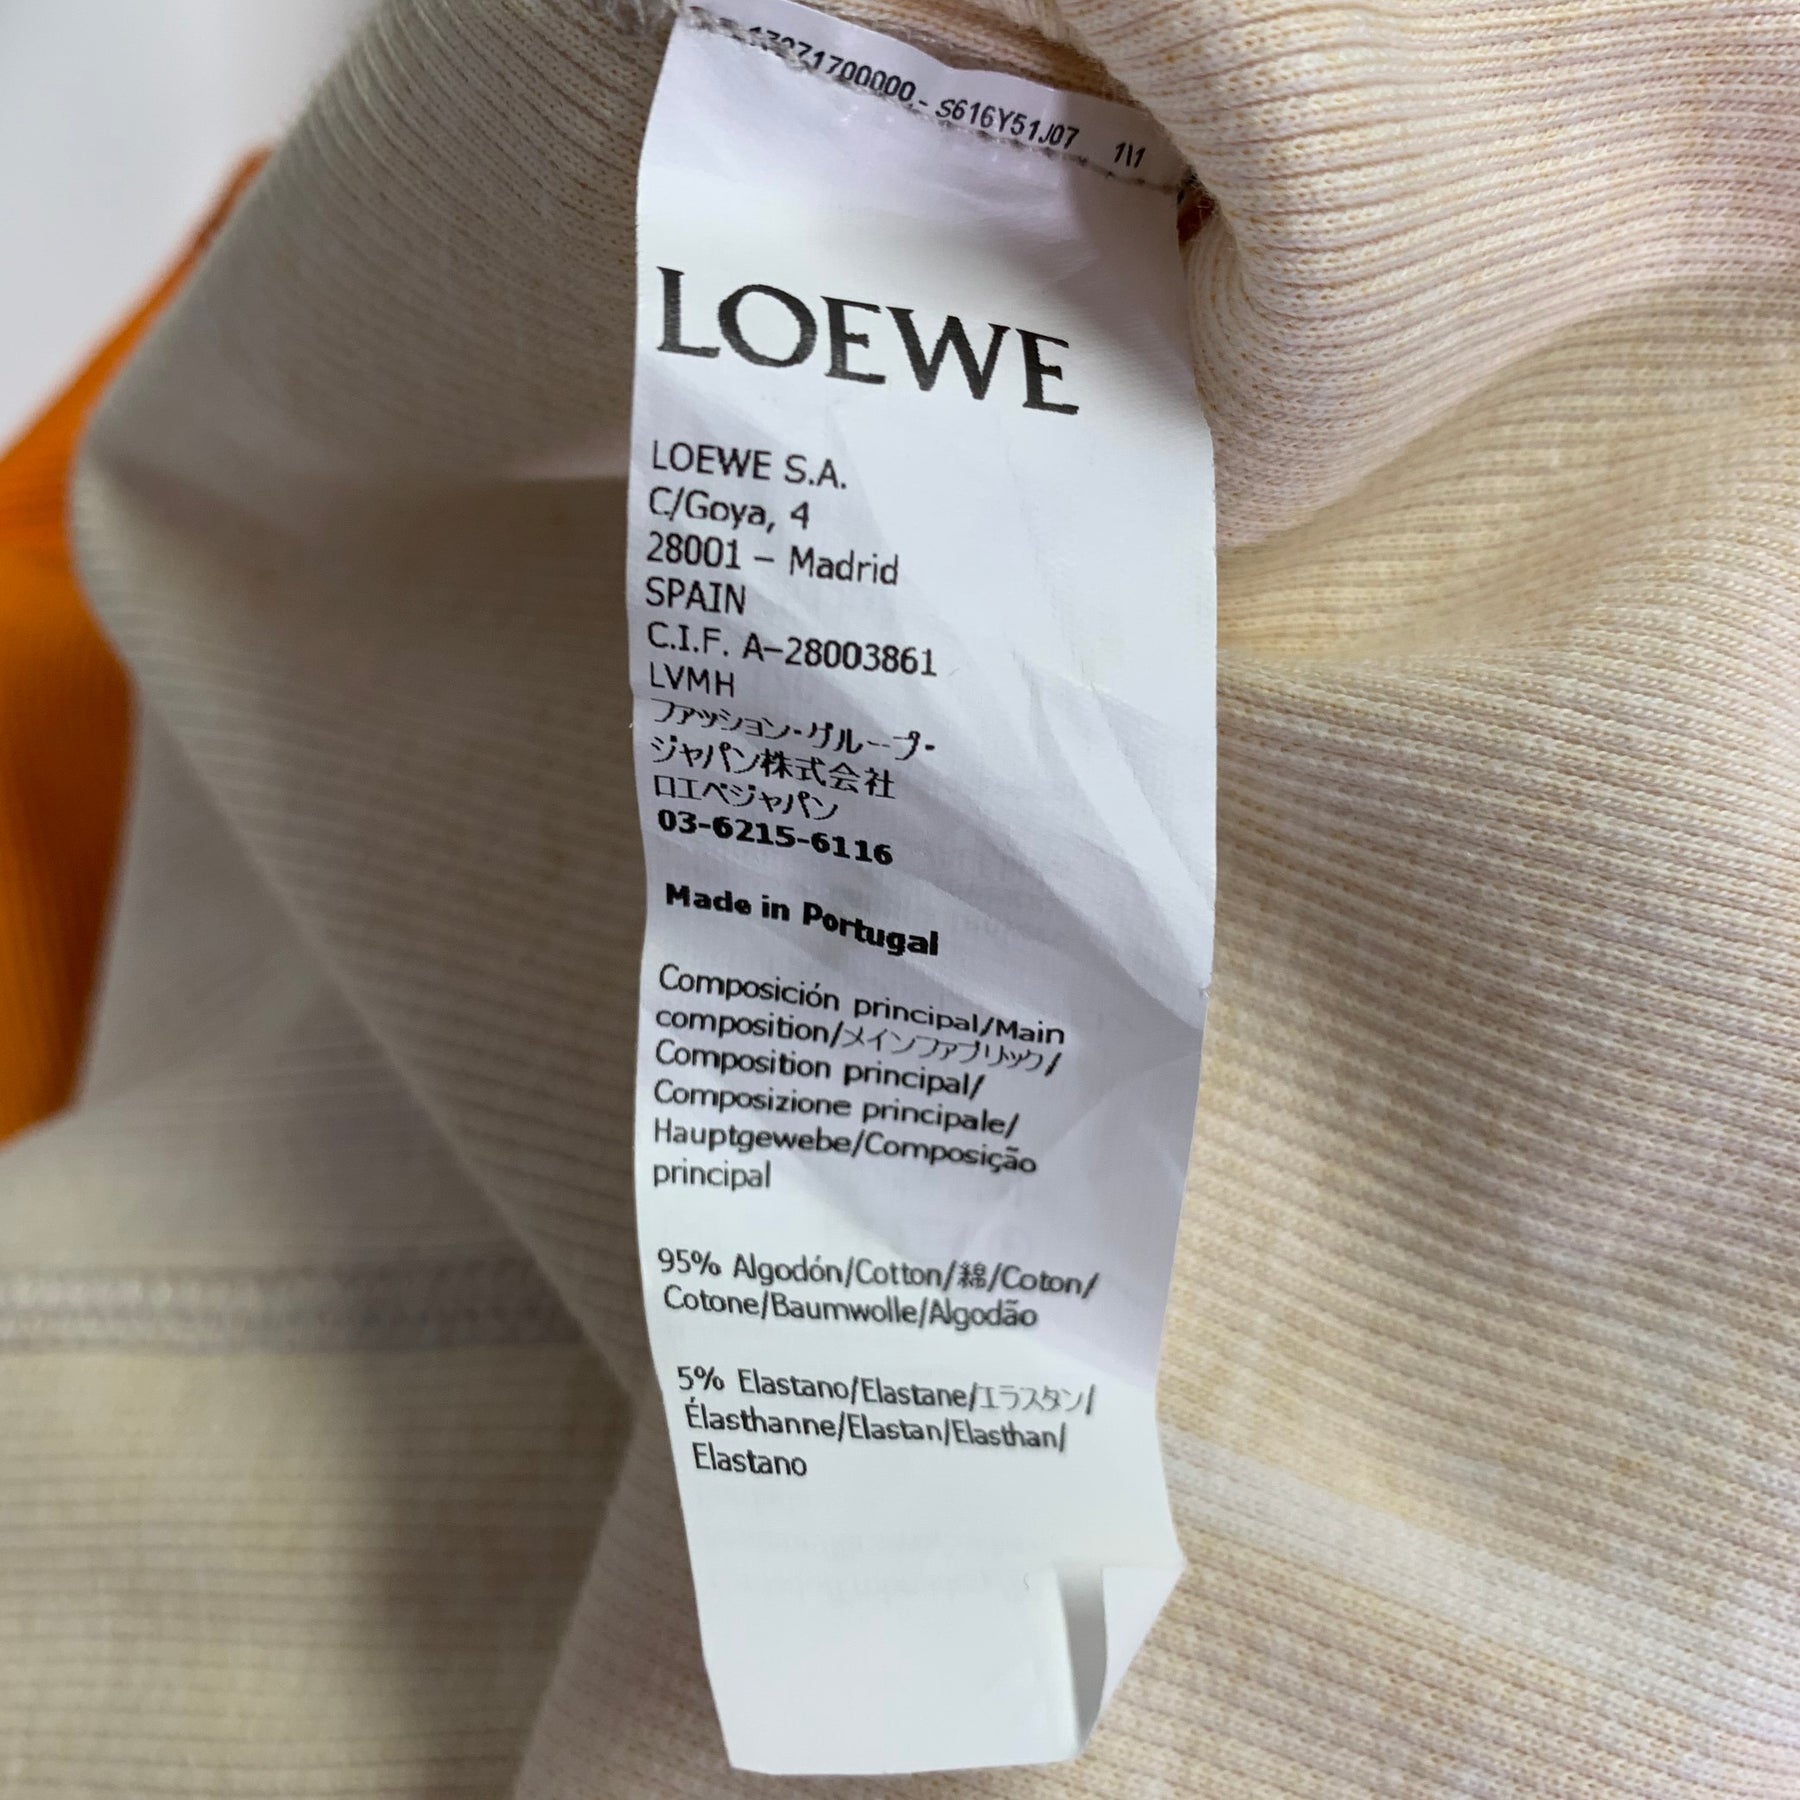 S616Y51J07 1\1
LOEWE
LOEWE S.A.
C/Goya, 4
28001 – Madrid
SPAIN
C.I.F. A-28003861
LVMH
ファッション・グループ・
ジャパン株式会社
ロエベジャパン
03-6215-6116
Made in Portugal
Composición principal/Main
composition/メインファブリック/
Composition principal/
Composizione principale/
Hauptgewebe/Composição
principal
95% Algodón/Cotton/綿/Coton/
Cotone/Baumwolle/Algodão
5% Elastano/Elastane/エラスタン/
Élasthanne/Elastan/Elasthan/
Elastano